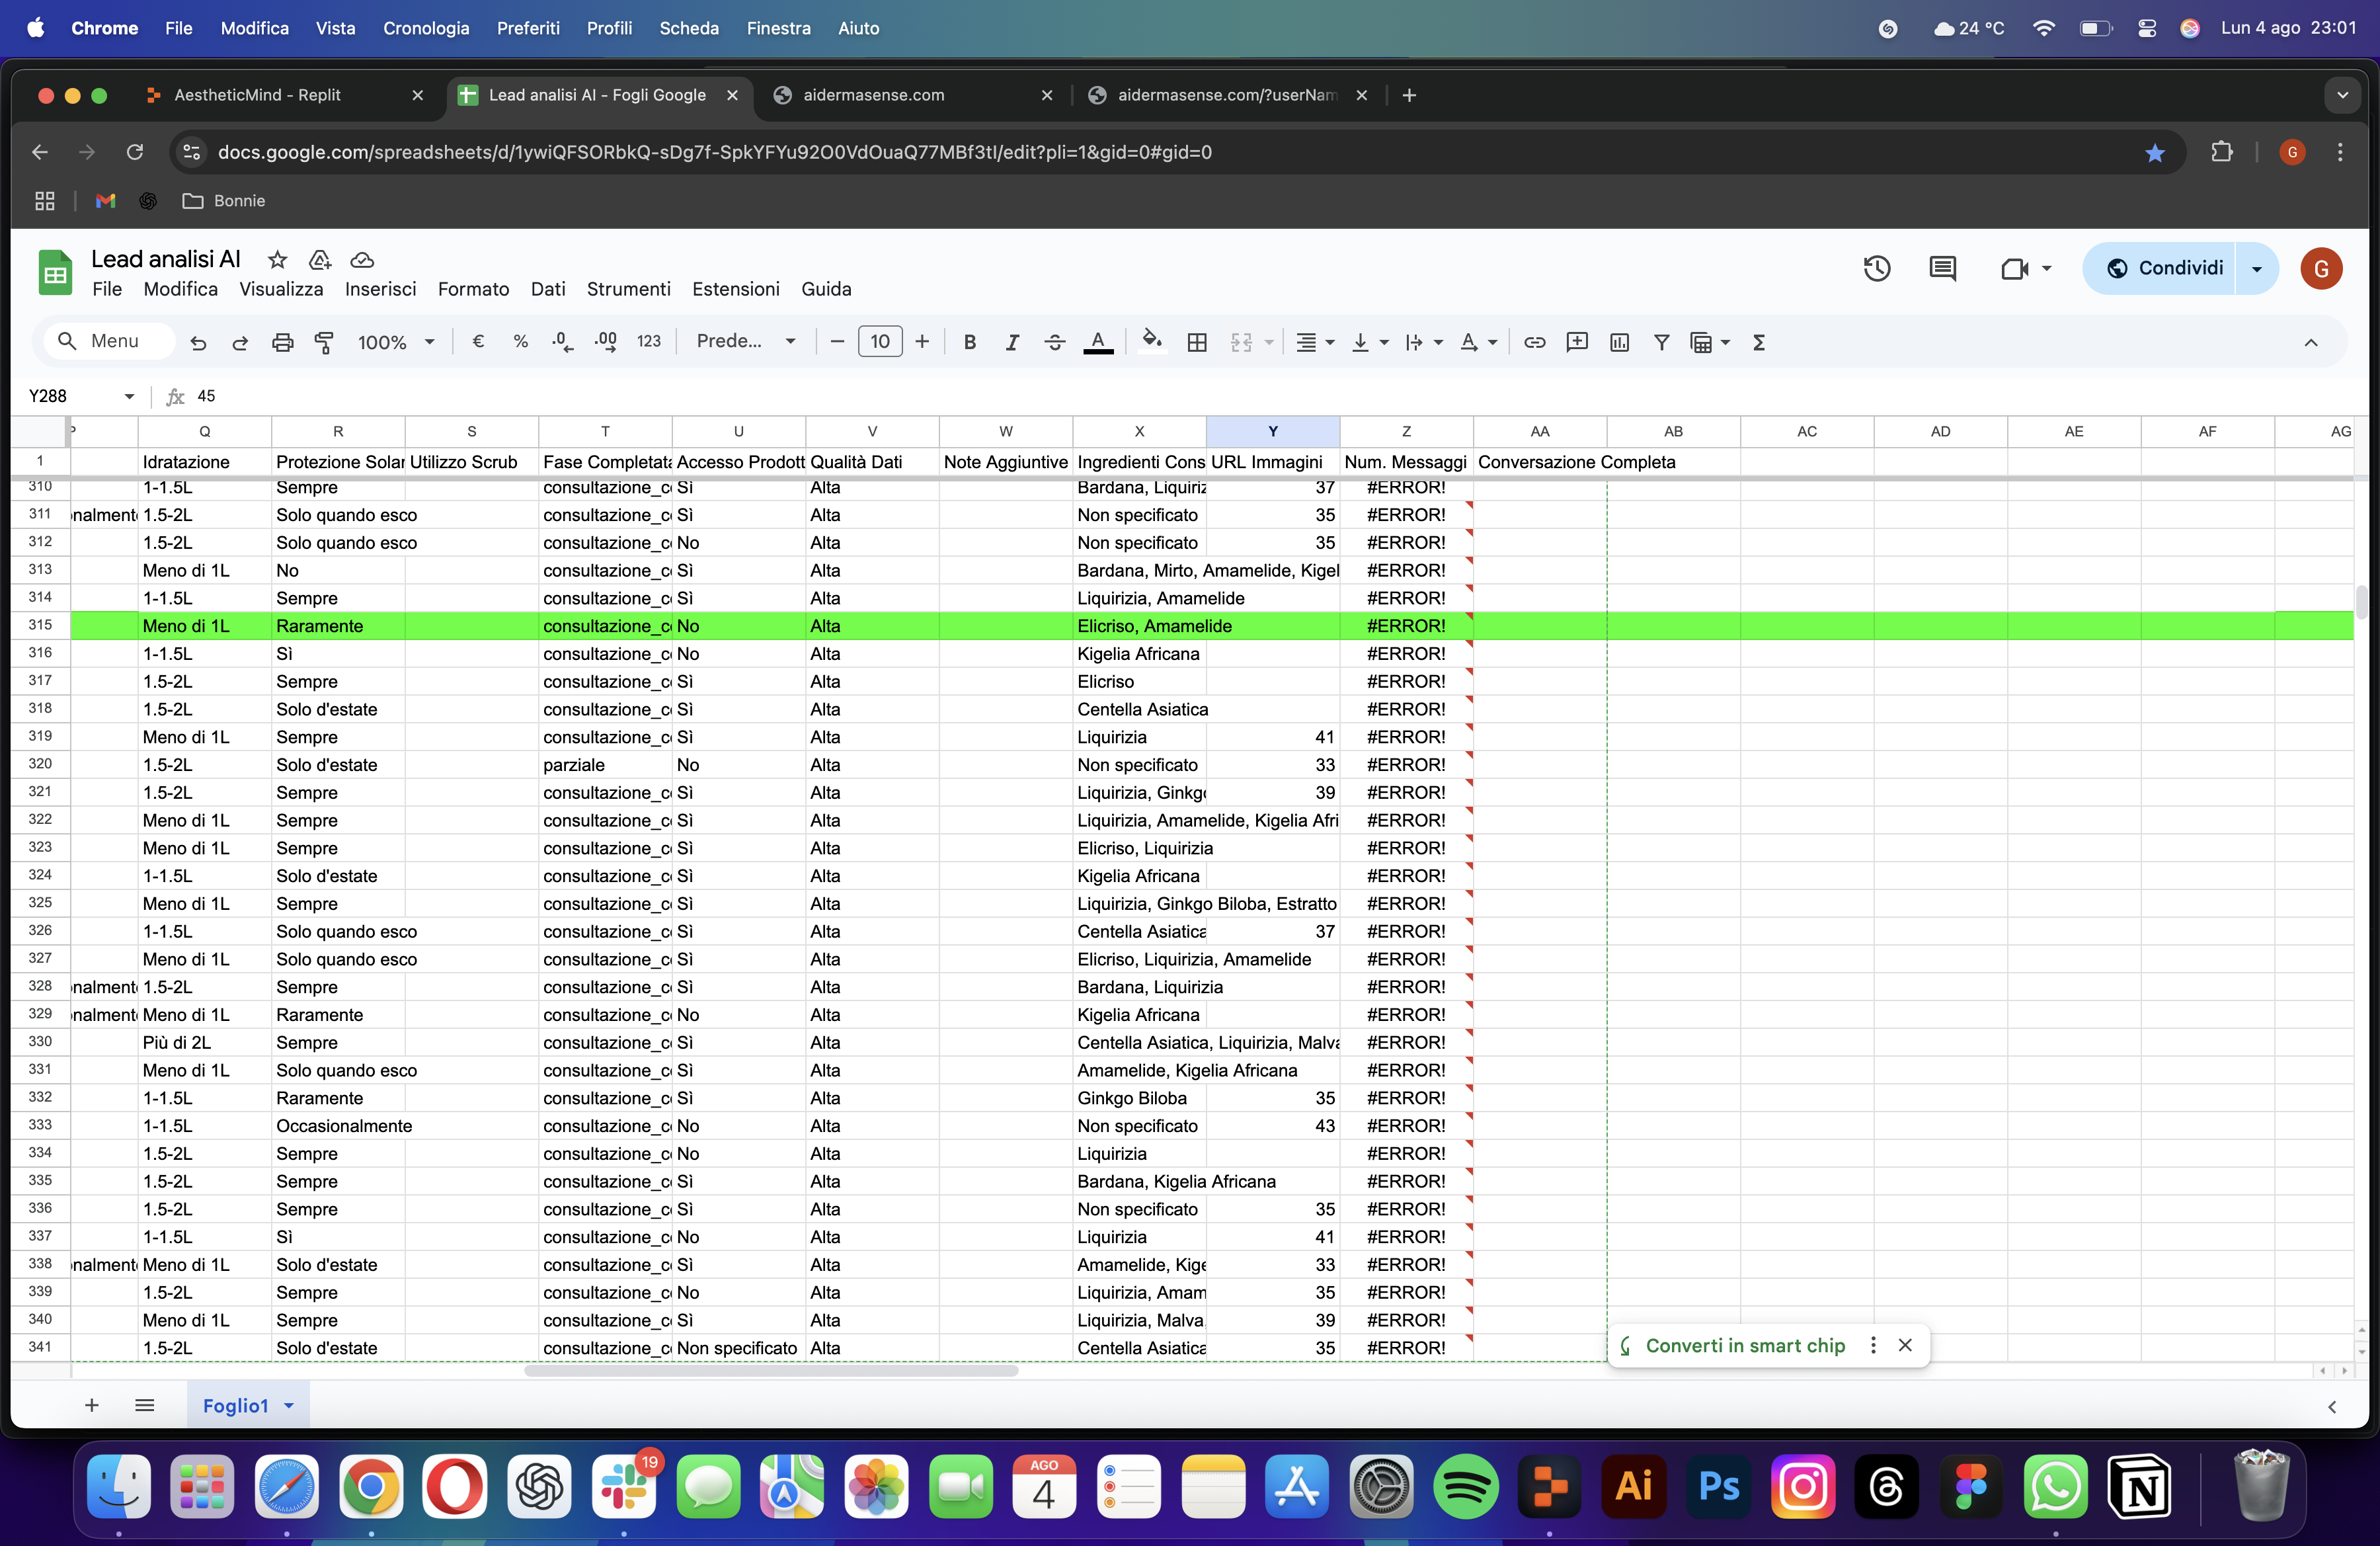 Chrome File Modifica Vista Cronologia Preferiti Profili Scheda Finestra Aiuto 24 °C Lun 4 ago 23:01
AestheticMind - Replit Lead analisi AI - Fogli Google aidermasense.com aidermasense.com/?userNam
docs.google.com/spreadsheets/d/1ywiQFSORbkQ-sDg7f-SpkYFYu92O0VdOuaQ77MBf3tI/edit?pli=1&gid=0#gid=0 G
Bonnie
Lead analisi AI
File Modifica Visualizza Inserisci Formato Dati Strumenti Estensioni Guida Condividi G
Menu 100% € % .0 .00 123 Prede... 10 B I A
Y288 fx 45
P Q R S T U V W X Y Z AA AB AC AD AE AF AG
1 Idratazione Protezione Solar Utilizzo Scrub Fase Completata Accesso Prodott Qualità Dati Note Aggiuntive Ingredienti Cons URL Immagini Num. Messaggi Conversazione Completa
310 1-1.5L Sempre consultazione_c Sì Alta Bardana, Liquiriz 37 #ERROR!
311 onalment 1.5-2L Solo quando esco consultazione_c Sì Alta Non specificato 35 #ERROR!
312 1.5-2L Solo quando esco consultazione_c No Alta Non specificato 35 #ERROR!
313 Meno di 1L No consultazione_c Sì Alta Bardana, Mirto, Amamelide, Kigel #ERROR!
314 1-1.5L Sempre consultazione_c Sì Alta Liquirizia, Amamelide #ERROR!
315 Meno di 1L Raramente consultazione_c No Alta Elicriso, Amamelide #ERROR!
316 1-1.5L Sì consultazione_c No Alta Kigelia Africana #ERROR!
317 1.5-2L Sempre consultazione_c Sì Alta Elicriso #ERROR!
318 1.5-2L Solo d'estate consultazione_c Sì Alta Centella Asiatica #ERROR!
319 Meno di 1L Sempre consultazione_c Sì Alta Liquirizia 41 #ERROR!
320 1.5-2L Solo d'estate parziale No Alta Non specificato 33 #ERROR!
321 1.5-2L Sempre consultazione_c Sì Alta Liquirizia, Ginkgo 39 #ERROR!
322 Meno di 1L Sempre consultazione_c Sì Alta Liquirizia, Amamelide, Kigelia Afri #ERROR!
323 Meno di 1L Sempre consultazione_c Sì Alta Elicriso, Liquirizia #ERROR!
324 1-1.5L Solo d'estate consultazione_c Sì Alta Kigelia Africana #ERROR!
325 Meno di 1L Sempre consultazione_c Sì Alta Liquirizia, Ginkgo Biloba, Estratto #ERROR!
326 1-1.5L Solo quando esco consultazione_c Sì Alta Centella Asiatica 37 #ERROR!
327 Meno di 1L Solo quando esco consultazione_c Sì Alta Elicriso, Liquirizia, Amamelide #ERROR!
328 onalment 1.5-2L Sempre consultazione_c Sì Alta Bardana, Liquirizia #ERROR!
329 onalment Meno di 1L Raramente consultazione_c No Alta Kigelia Africana #ERROR!
330 Più di 2L Sempre consultazione_c Sì Alta Centella Asiatica, Liquirizia, Malva #ERROR!
331 Meno di 1L Solo quando esco consultazione_c Sì Alta Amamelide, Kigelia Africana #ERROR!
332 1-1.5L Raramente consultazione_c Sì Alta Ginkgo Biloba 35 #ERROR!
333 1-1.5L Occasionalmente consultazione_c No Alta Non specificato 43 #ERROR!
334 1.5-2L Sempre consultazione_c No Alta Liquirizia #ERROR!
335 1.5-2L Sempre consultazione_c Sì Alta Bardana, Kigelia Africana #ERROR!
336 1.5-2L Sempre consultazione_c Sì Alta Non specificato 35 #ERROR!
337 1-1.5L Sì consultazione_c No Alta Liquirizia 41 #ERROR!
338 onalment Meno di 1L Solo d'estate consultazione_c Sì Alta Amamelide, Kige 33 #ERROR!
339 1.5-2L Sempre consultazione_c No Alta Liquirizia, Amam 35 #ERROR!
340 Meno di 1L Sempre consultazione_c Sì Alta Liquirizia, Malva, 39 #ERROR!
341 1.5-2L Solo d'estate consultazione_c Non specificato Alta Centella Asiatica 35 #ERROR!
Converti in smart chip
Foglio1
19
AGO
4
Ai Ps